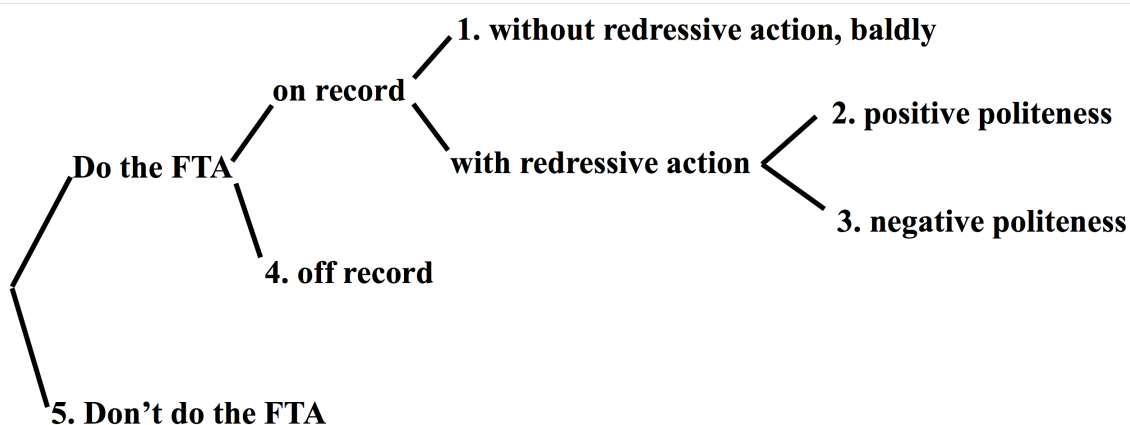 1. without redressive action, baldly
on record
2. positive politeness
Do the FTA
with redressive action
3. negative politeness
4. off record
5. Don’t do the FTA